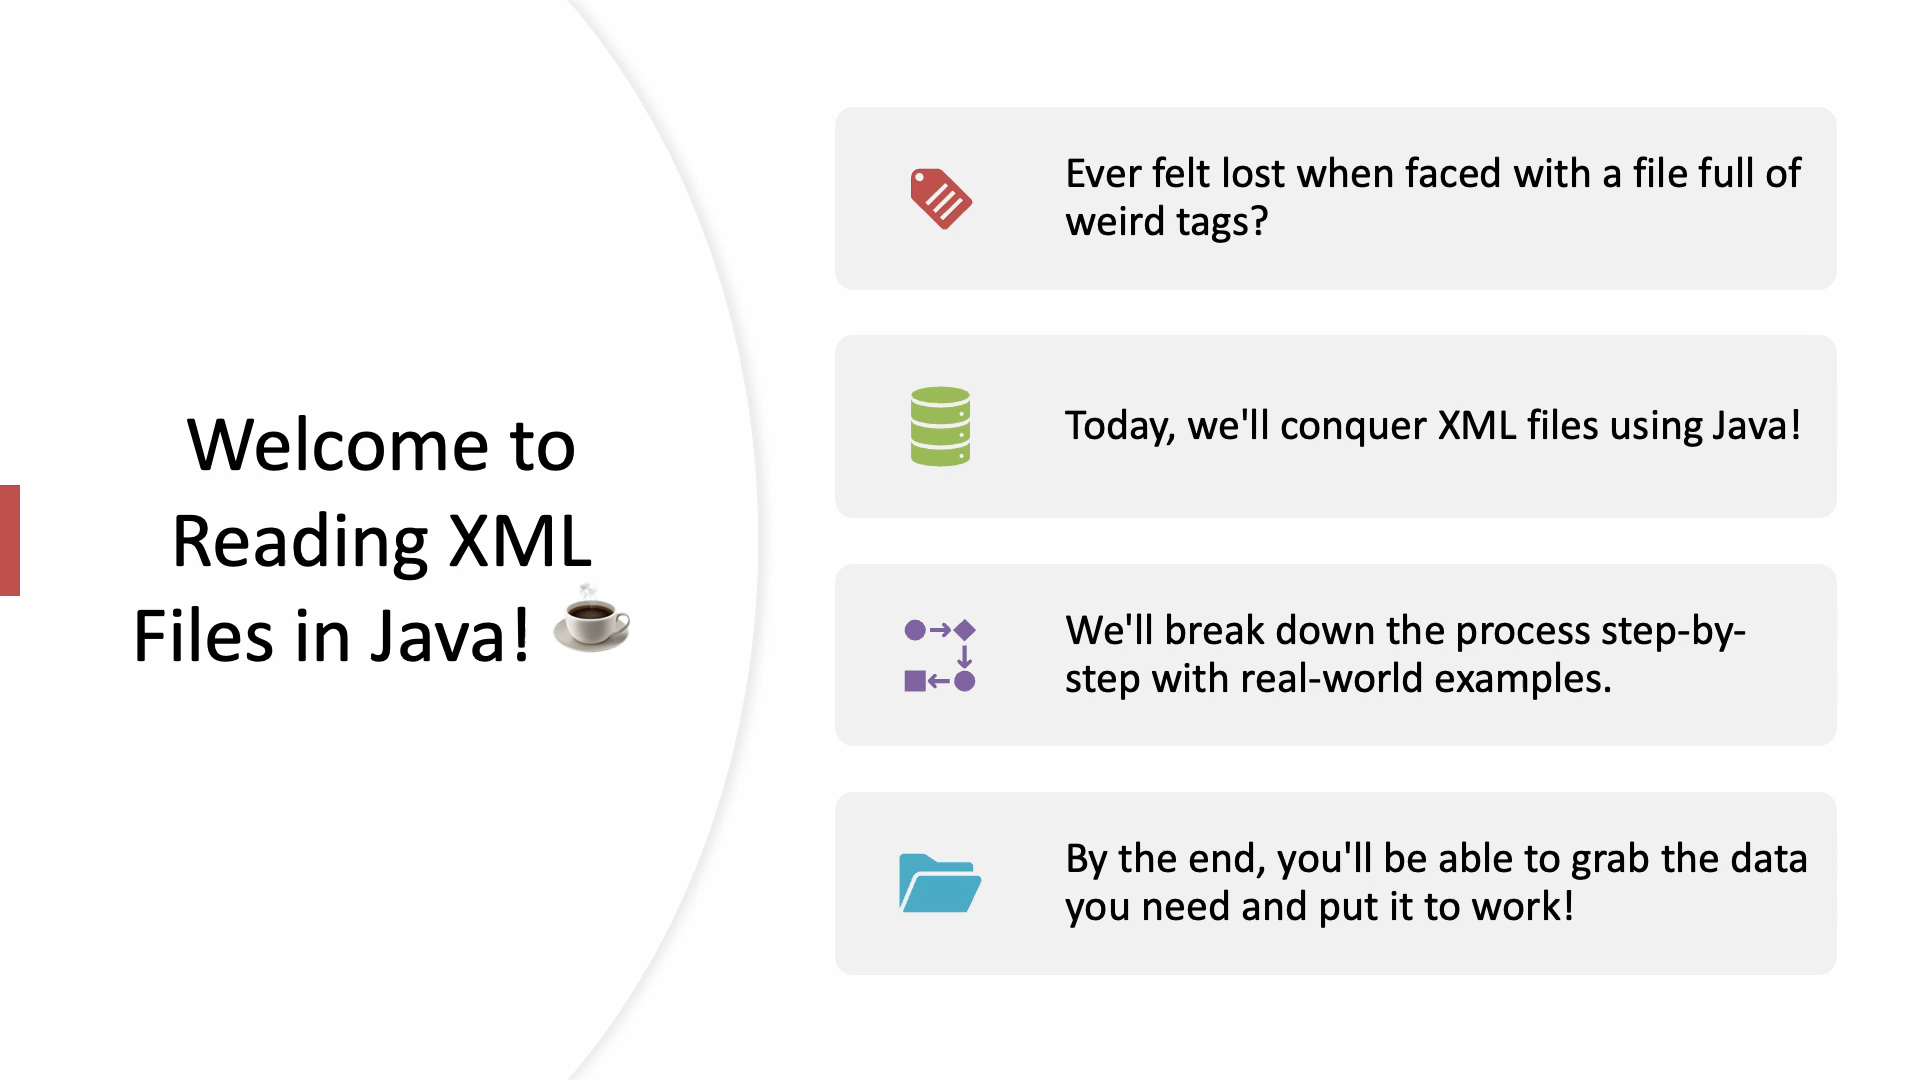 Welcome to
Reading XML
Files in Java! ☕
Ever felt lost when faced with a file full of
weird tags?
Today, we'll conquer XML files using Java!
We'll break down the process step-by-
step with real-world examples.
By the end, you'll be able to grab the data
you need and put it to work!